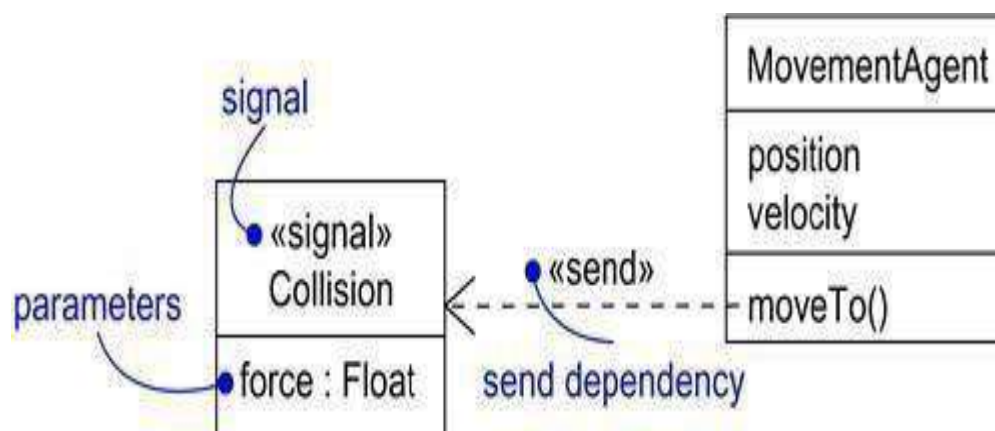 signal
«signal»
Collision
parameters
force : Float
«send»
send dependency
MovementAgent
position
velocity
moveTo()